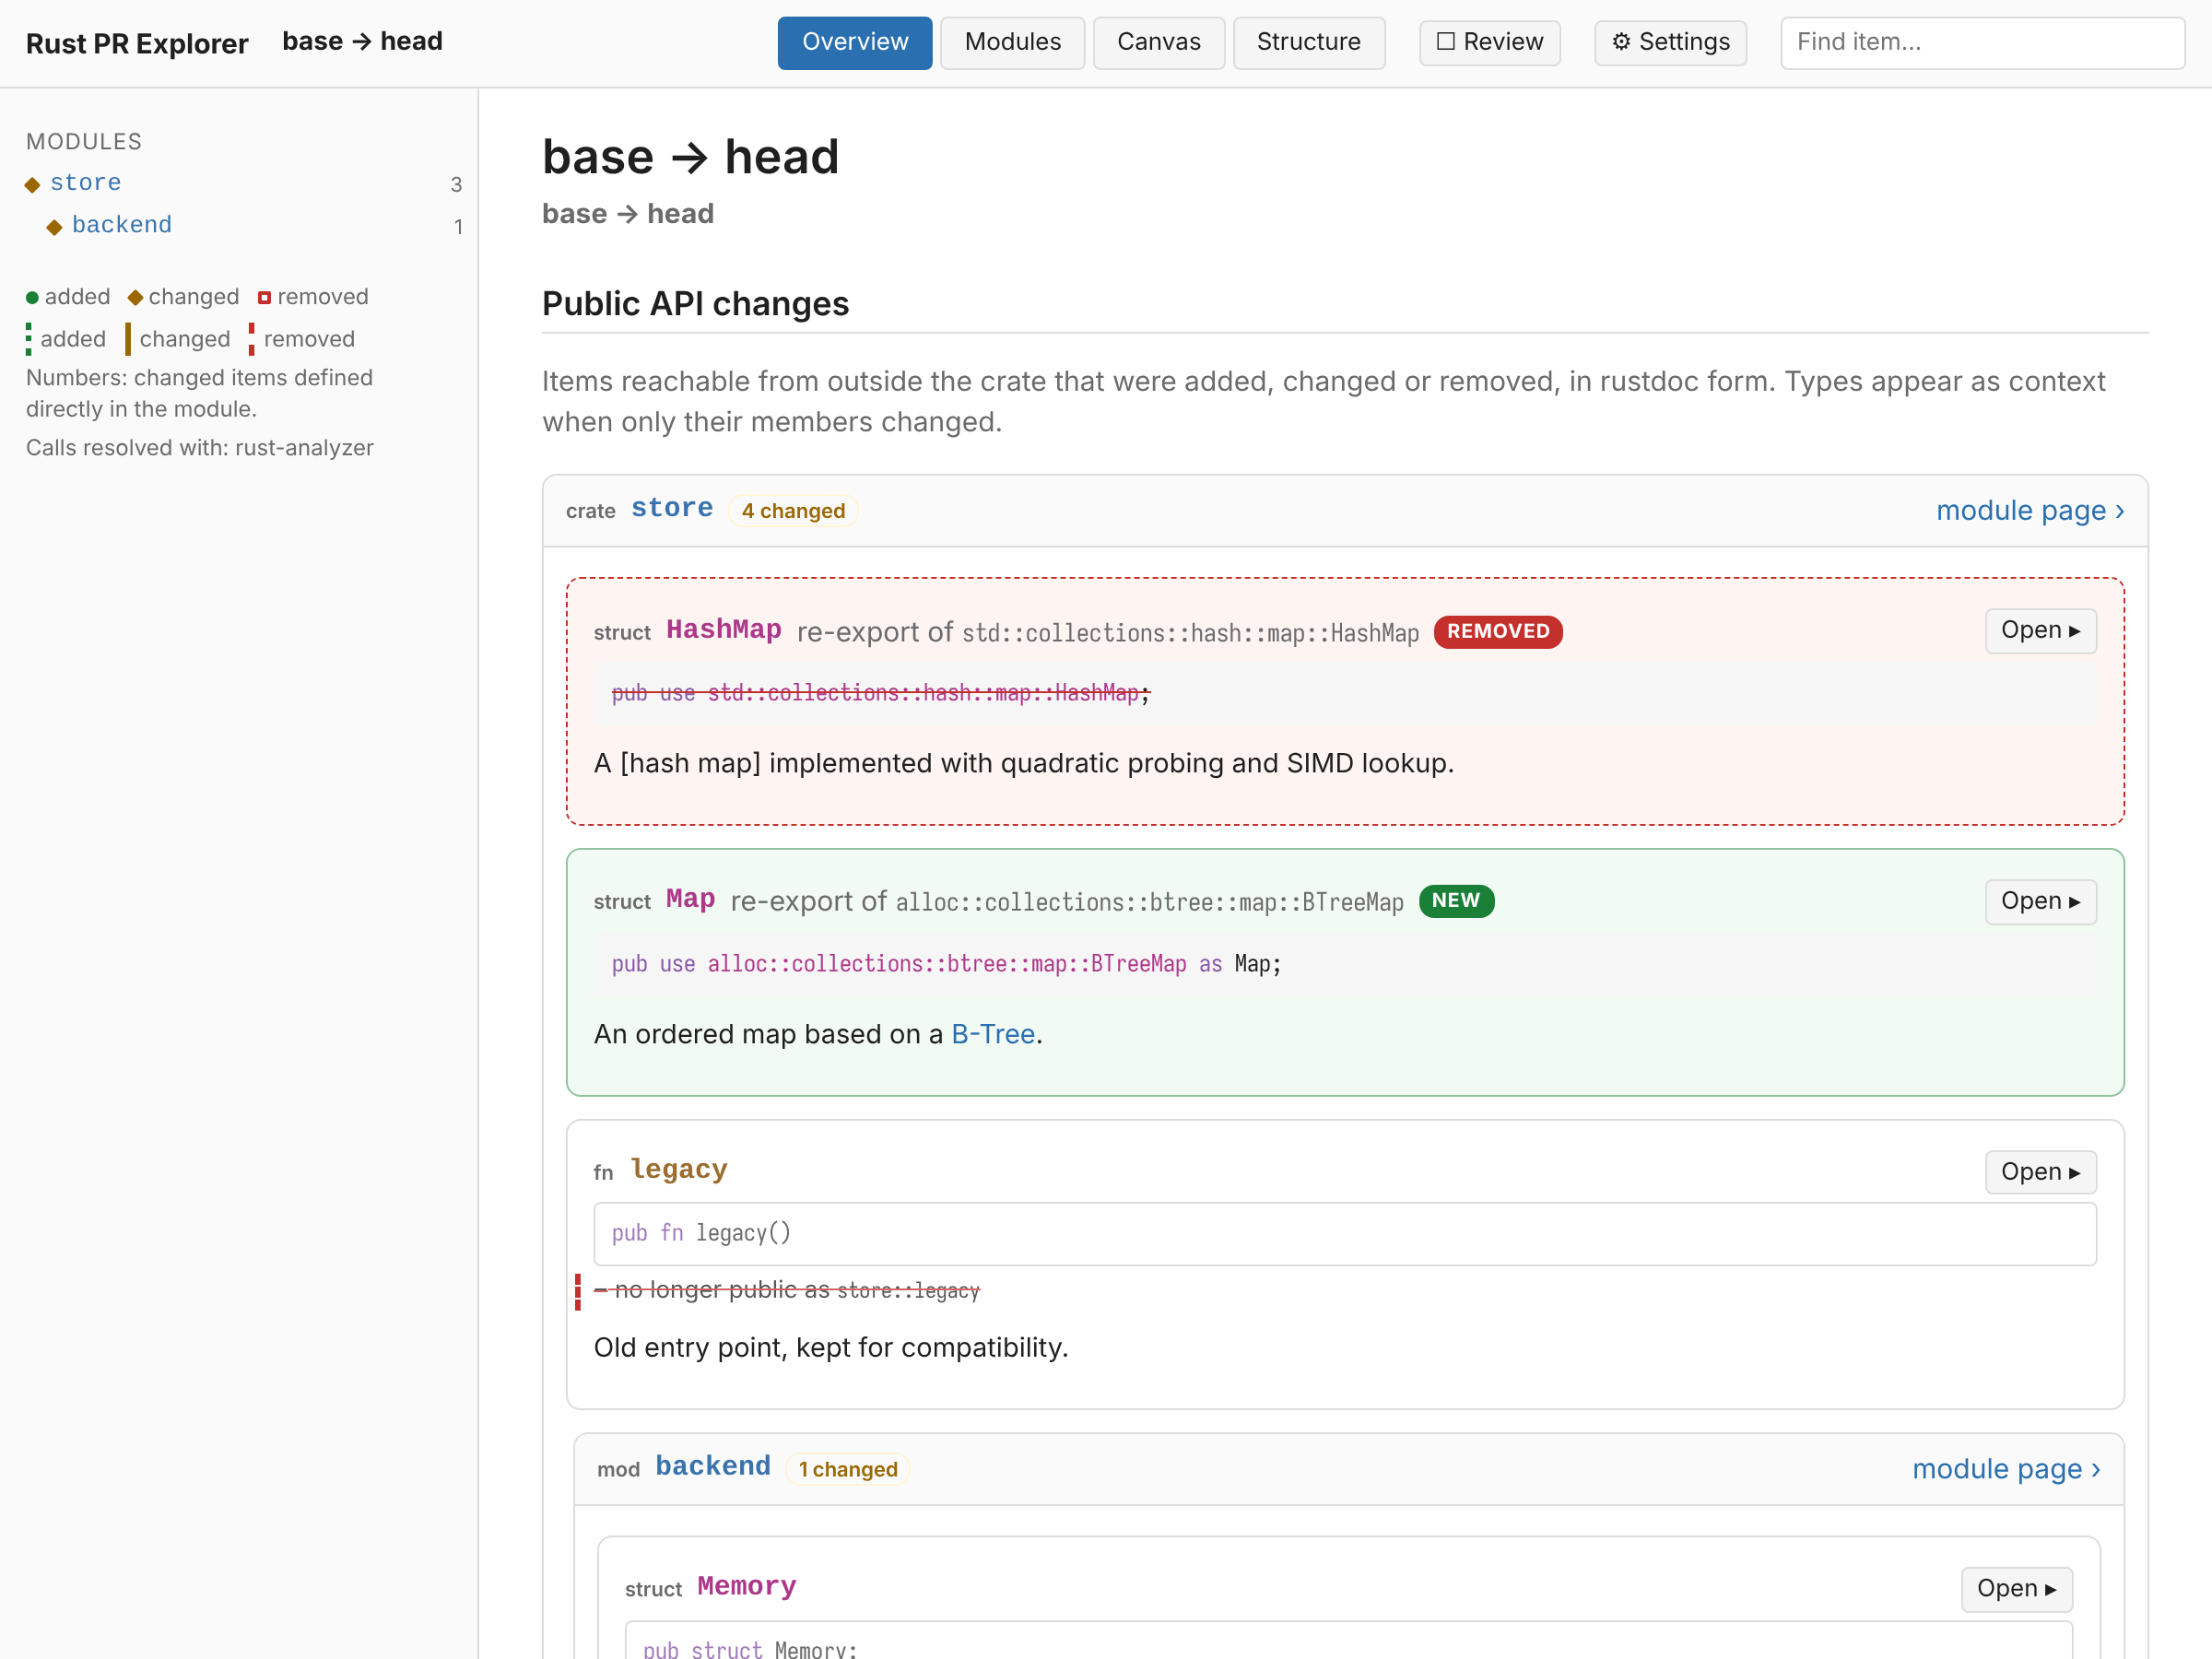 Rust PR Explorer base → head Overview Modules Canvas Structure ☐ Review ⚙ Settings Find item...
MODULES
store 3
backend 1
added changed removed
added changed removed
Numbers: changed items defined
directly in the module.
Calls resolved with: rust-analyzer
base → head
base → head
Public API changes
Items reachable from outside the crate that were added, changed or removed, in rustdoc form. Types appear as context
when only their members changed.
crate store 4 changed module page ›
struct HashMap re-export of std::collections::hash::map::HashMap REMOVED Open ▸
pub use std::collections::hash::map::HashMap;
A [hash map] implemented with quadratic probing and SIMD lookup.
struct Map re-export of alloc::collections::btree::map::BTreeMap NEW Open ▸
pub use alloc::collections::btree::map::BTreeMap as Map;
An ordered map based on a B-Tree.
fn legacy Open ▸
pub fn legacy()
− no longer public as store::legacy
Old entry point, kept for compatibility.
mod backend 1 changed module page ›
struct Memory Open ▸
pub struct Memory;